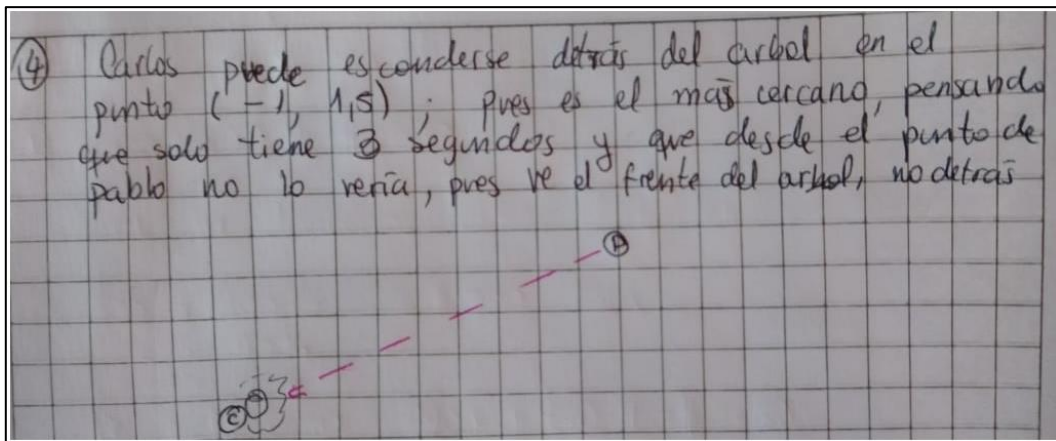 ④ Carlos puede esconderse detrás del arbol en el
punto (-1, 1,5); pues es el más cercano, pensando
que solo tiene 3 segundos y que desde el punto de
pablo no lo vería, pues ve el frente del arbol, no detrás
P
C